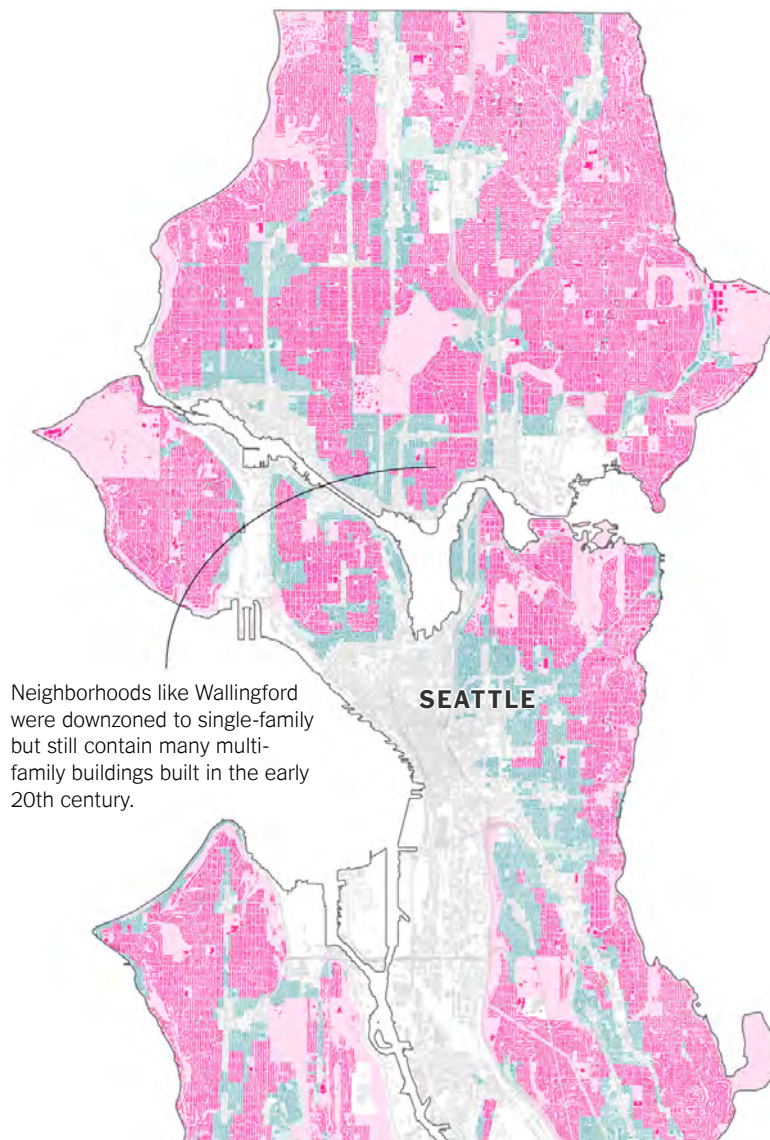 SEATTLE
Neighborhoods like Wallingford
were downzoned to single-family
but still contain many multi-
family buildings built in the early
20th century.